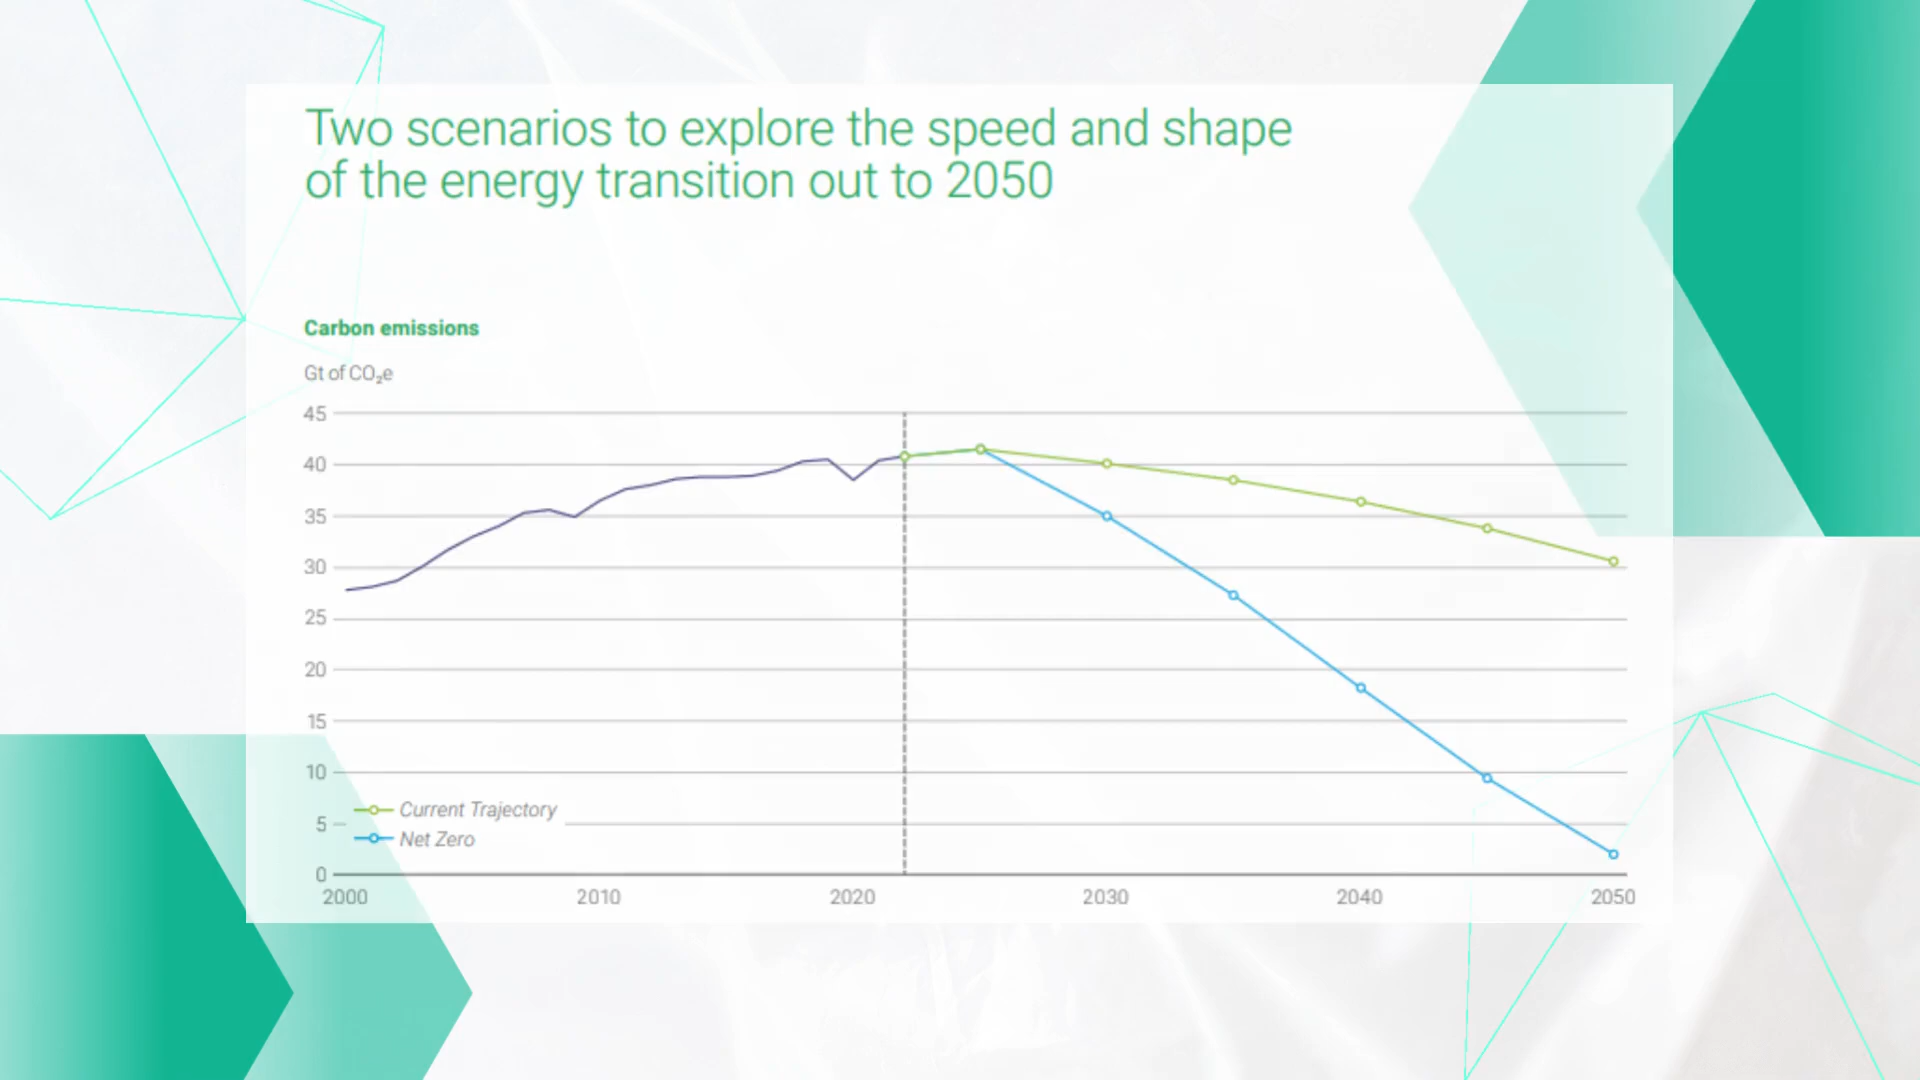 Two scenarios to explore the speed and shape
of the energy transition out to 2050
Carbon emissions
Gt of CO₂e
45
40
35
30
25
20
15
10
5
0
Current Trajectory
Net Zero
2000 2010 2020 2030 2040 2050